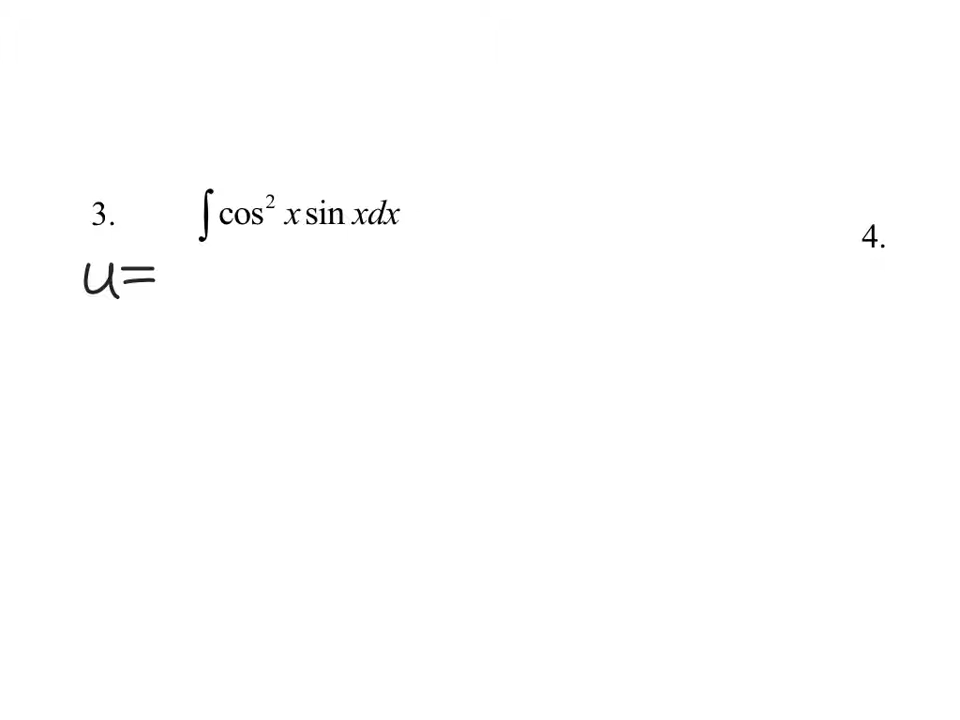 3. ∫cos² x sin xdx
4.
u=